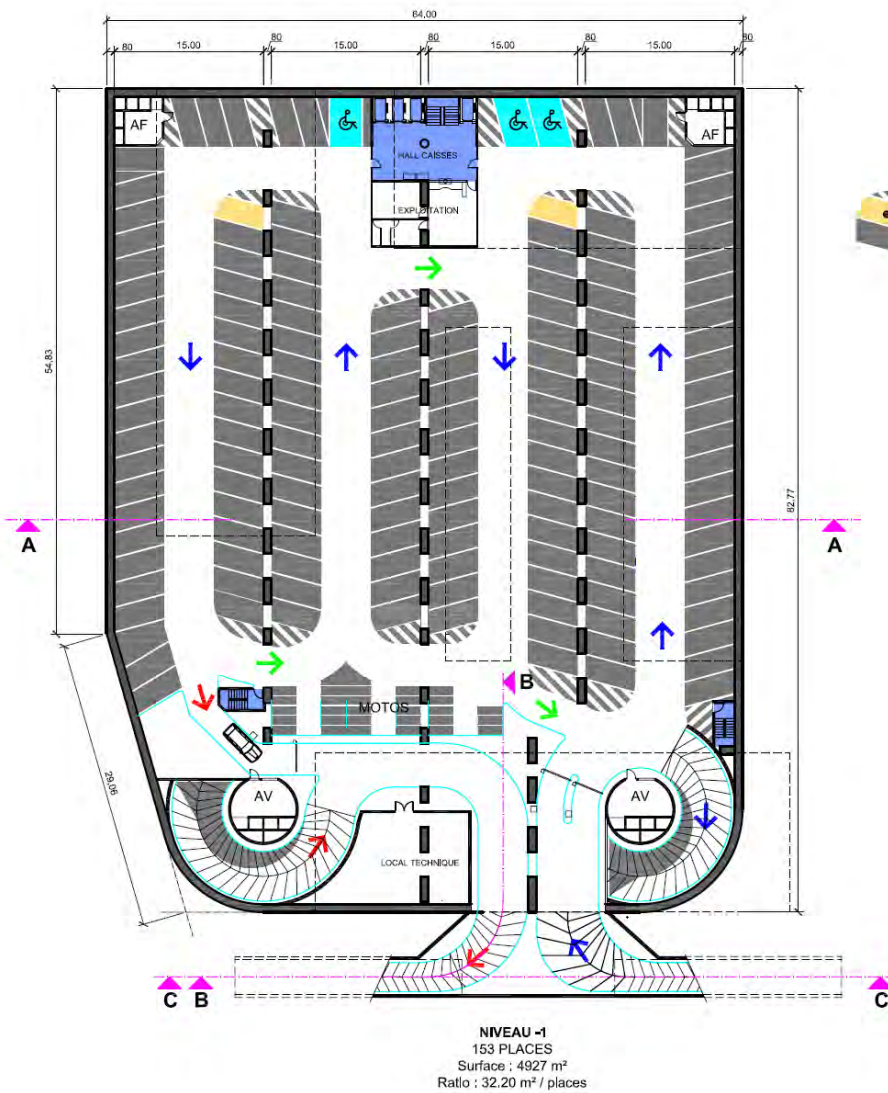 64,00
80 15.00 80 15.00 80 15.00 80 15.00 80
AF
AF
HALL CAISSES
EXPLOITATION
54,83
82,77
A
A
B
MOTOS
29,06
AV
AV
LOCAL TECHNIQUE
C B
C
NIVEAU -1
153 PLACES
Surface : 4927 m²
Ratio : 32.20 m² / places